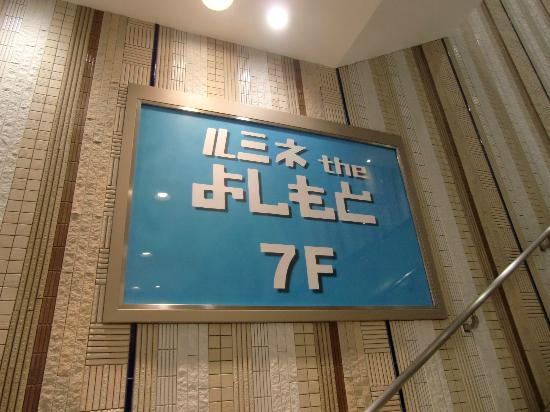 ルミネ the
よしもと
7F